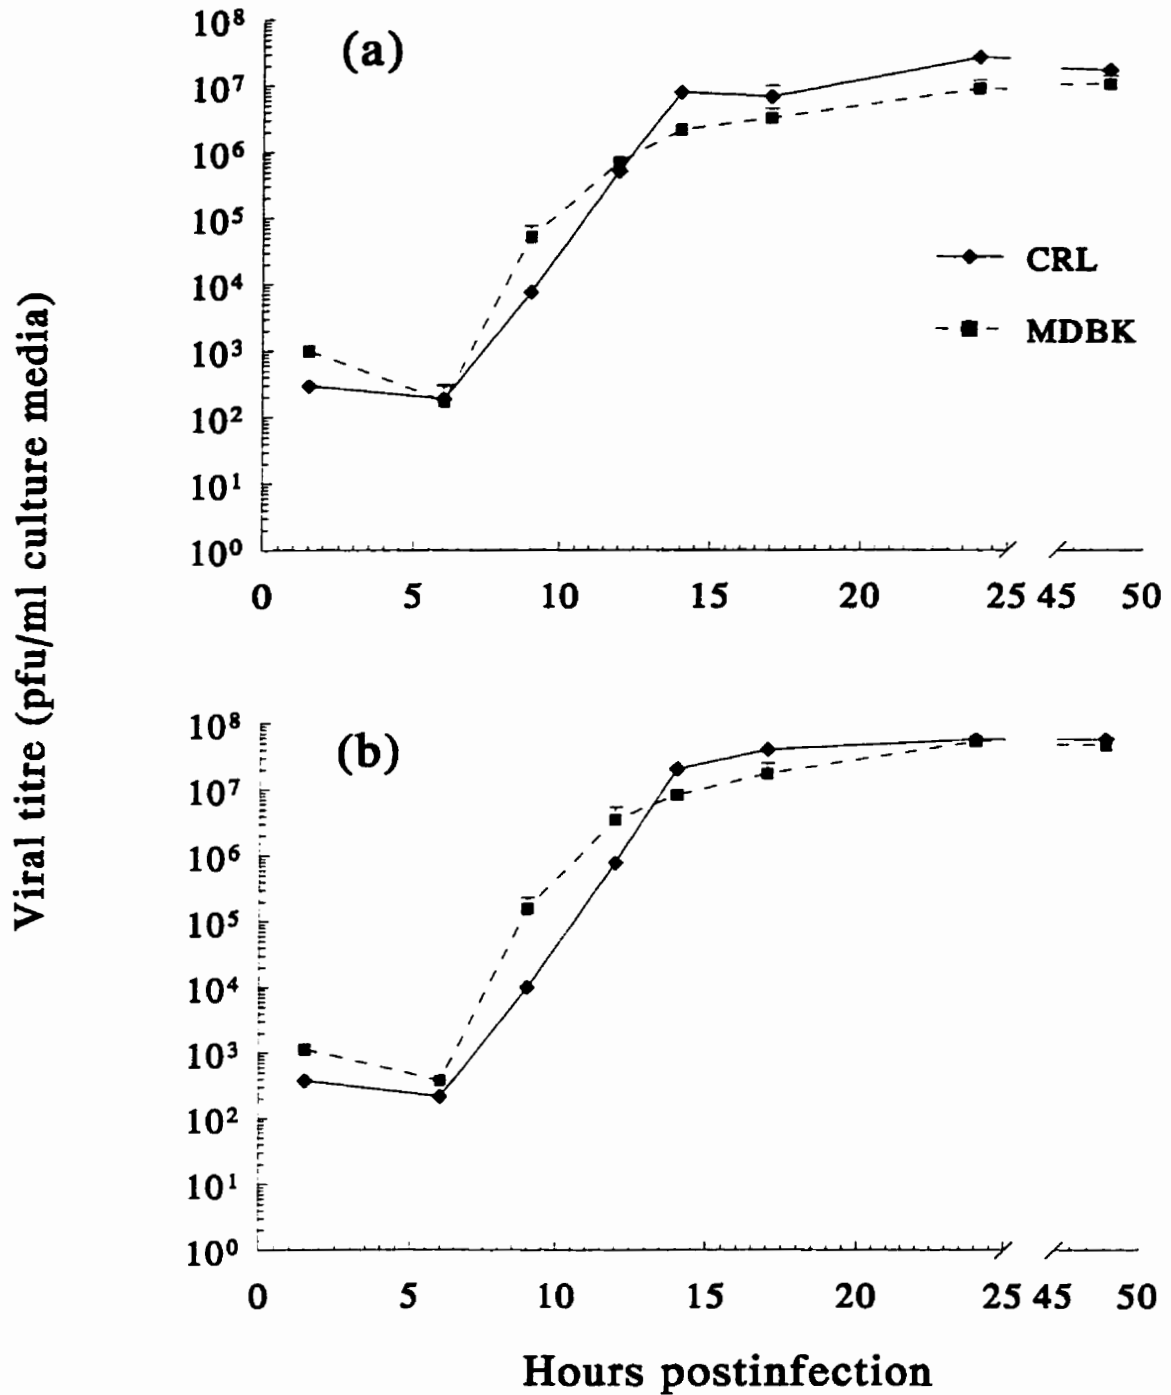 Viral titre (pfu/ml culture media)
(a)
10⁸
10⁷
10⁶
10⁵
10⁴
10³
10²
10¹
10⁰
CRL
MDBK
0 5 10 15 20 25 45 50
(b)
10⁸
10⁷
10⁶
10⁵
10⁴
10³
10²
10¹
10⁰
0 5 10 15 20 25 45 50
Hours postinfection